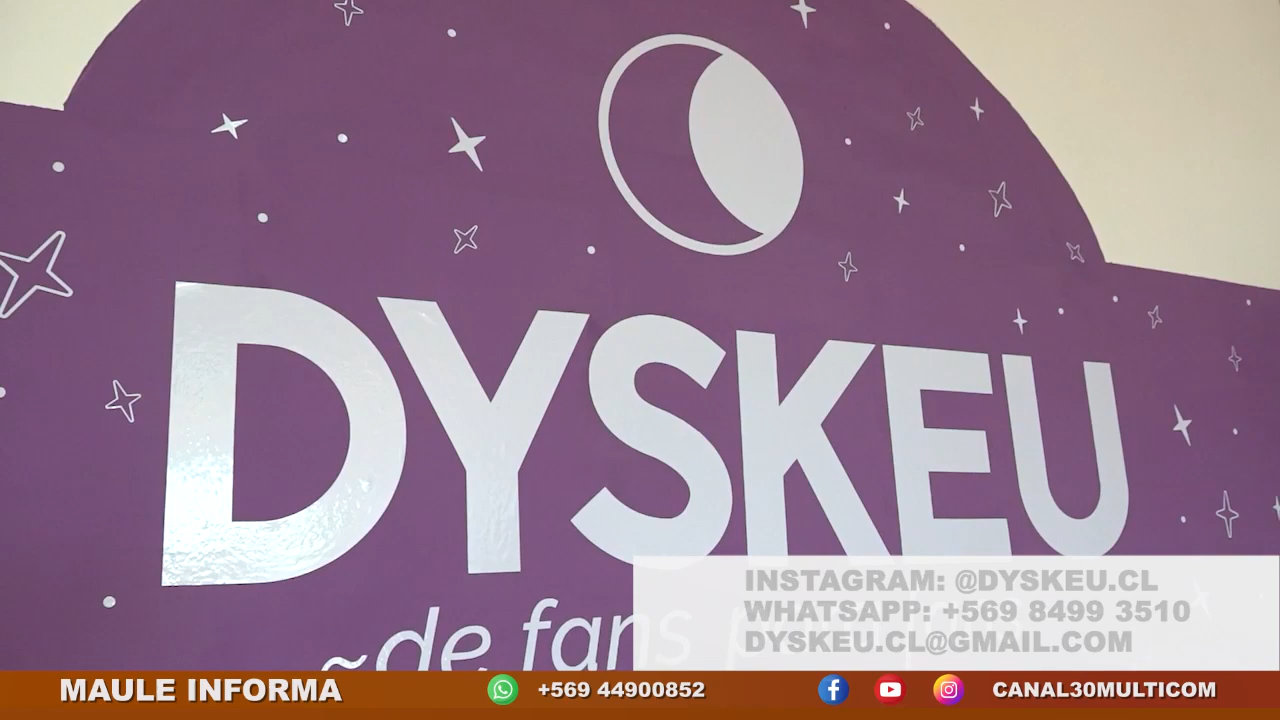 DYSKEU
~de fans
INSTAGRAM: @DYSKEU.CL
WHATSAPP: +569 8499 3510
DYSKEU.CL@GMAIL.COM
MAULE INFORMA
+569 44900852
CANAL30MULTICOM